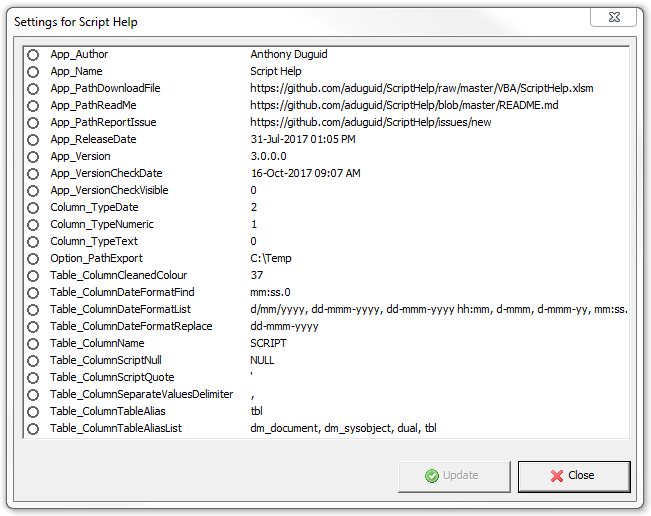 Settings for Script Help
App_Author Anthony Duguid
App_Name Script Help
App_PathDownloadFile https://github.com/aduguid/ScriptHelp/raw/master/VBA/ScriptHelp.xlsm
App_PathReadMe https://github.com/aduguid/ScriptHelp/blob/master/README.md
App_PathReportIssue https://github.com/aduguid/ScriptHelp/issues/new
App_ReleaseDate 31-Jul-2017 01:05 PM
App_Version 3.0.0.0
App_VersionCheckDate 16-Oct-2017 09:07 AM
App_VersionCheckVisible 0
Column_TypeDate 2
Column_TypeNumeric 1
Column_TypeText 0
Option_PathExport C:\Temp
Table_ColumnCleanedColour 37
Table_ColumnDateFormatFind mm:ss.0
Table_ColumnDateFormatList d/mm/yyyy, dd-mmm-yyyy, dd-mmm-yyyy hh:mm, d-mmm, d-mmm-yy, mm:ss.
Table_ColumnDateFormatReplace dd-mmm-yyyy
Table_ColumnName SCRIPT
Table_ColumnScriptNull NULL
Table_ColumnScriptQuote '
Table_ColumnSeparateValuesDelimiter ,
Table_ColumnTableAlias tbl
Table_ColumnTableAliasList dm_document, dm_sysobject, dual, tbl
Update Close